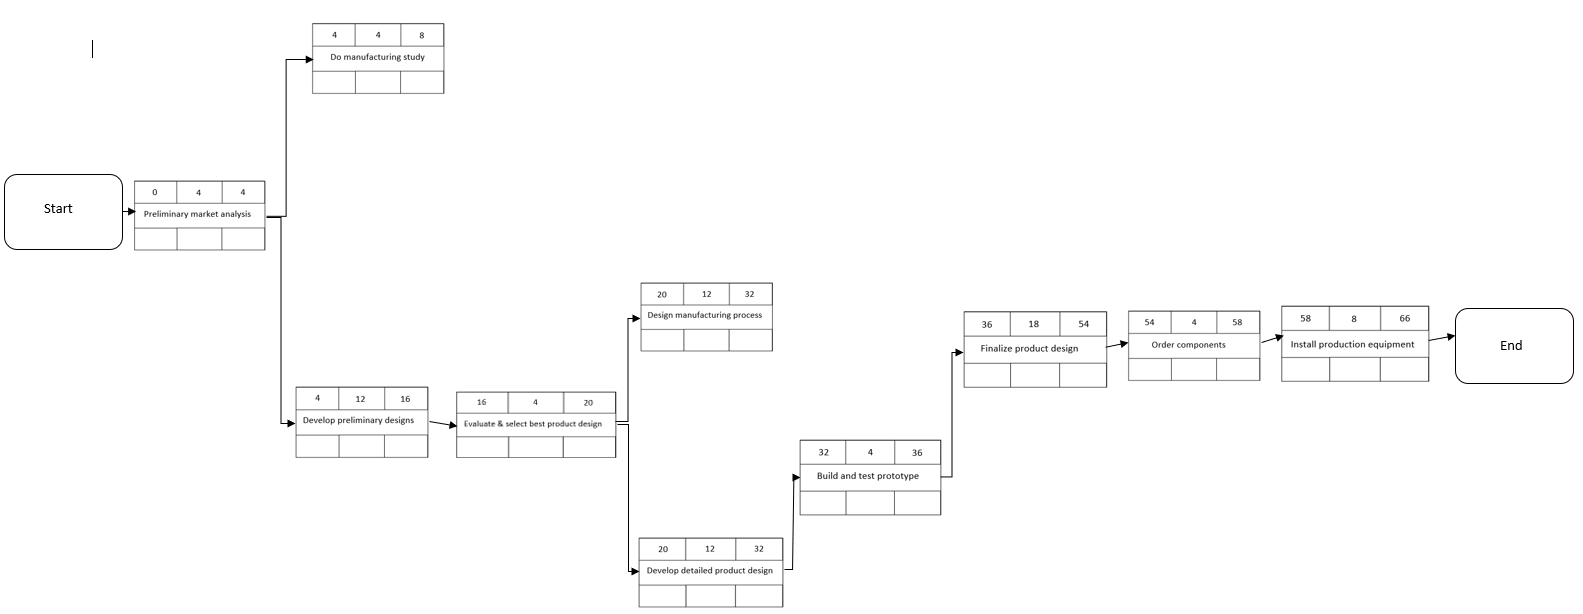 4 4 8
Do manufacturing study
Start
0 4 4
Preliminary market analysis
20 12 32
Design manufacturing process
4 12 16
Develop preliminary designs
16 4 20
Evaluate & select best product design
20 12 32
Develop detailed product design
32 4 36
Build and test prototype
36 18 54
Finalize product design
54 4 58
Order components
58 8 66
Install production equipment
End